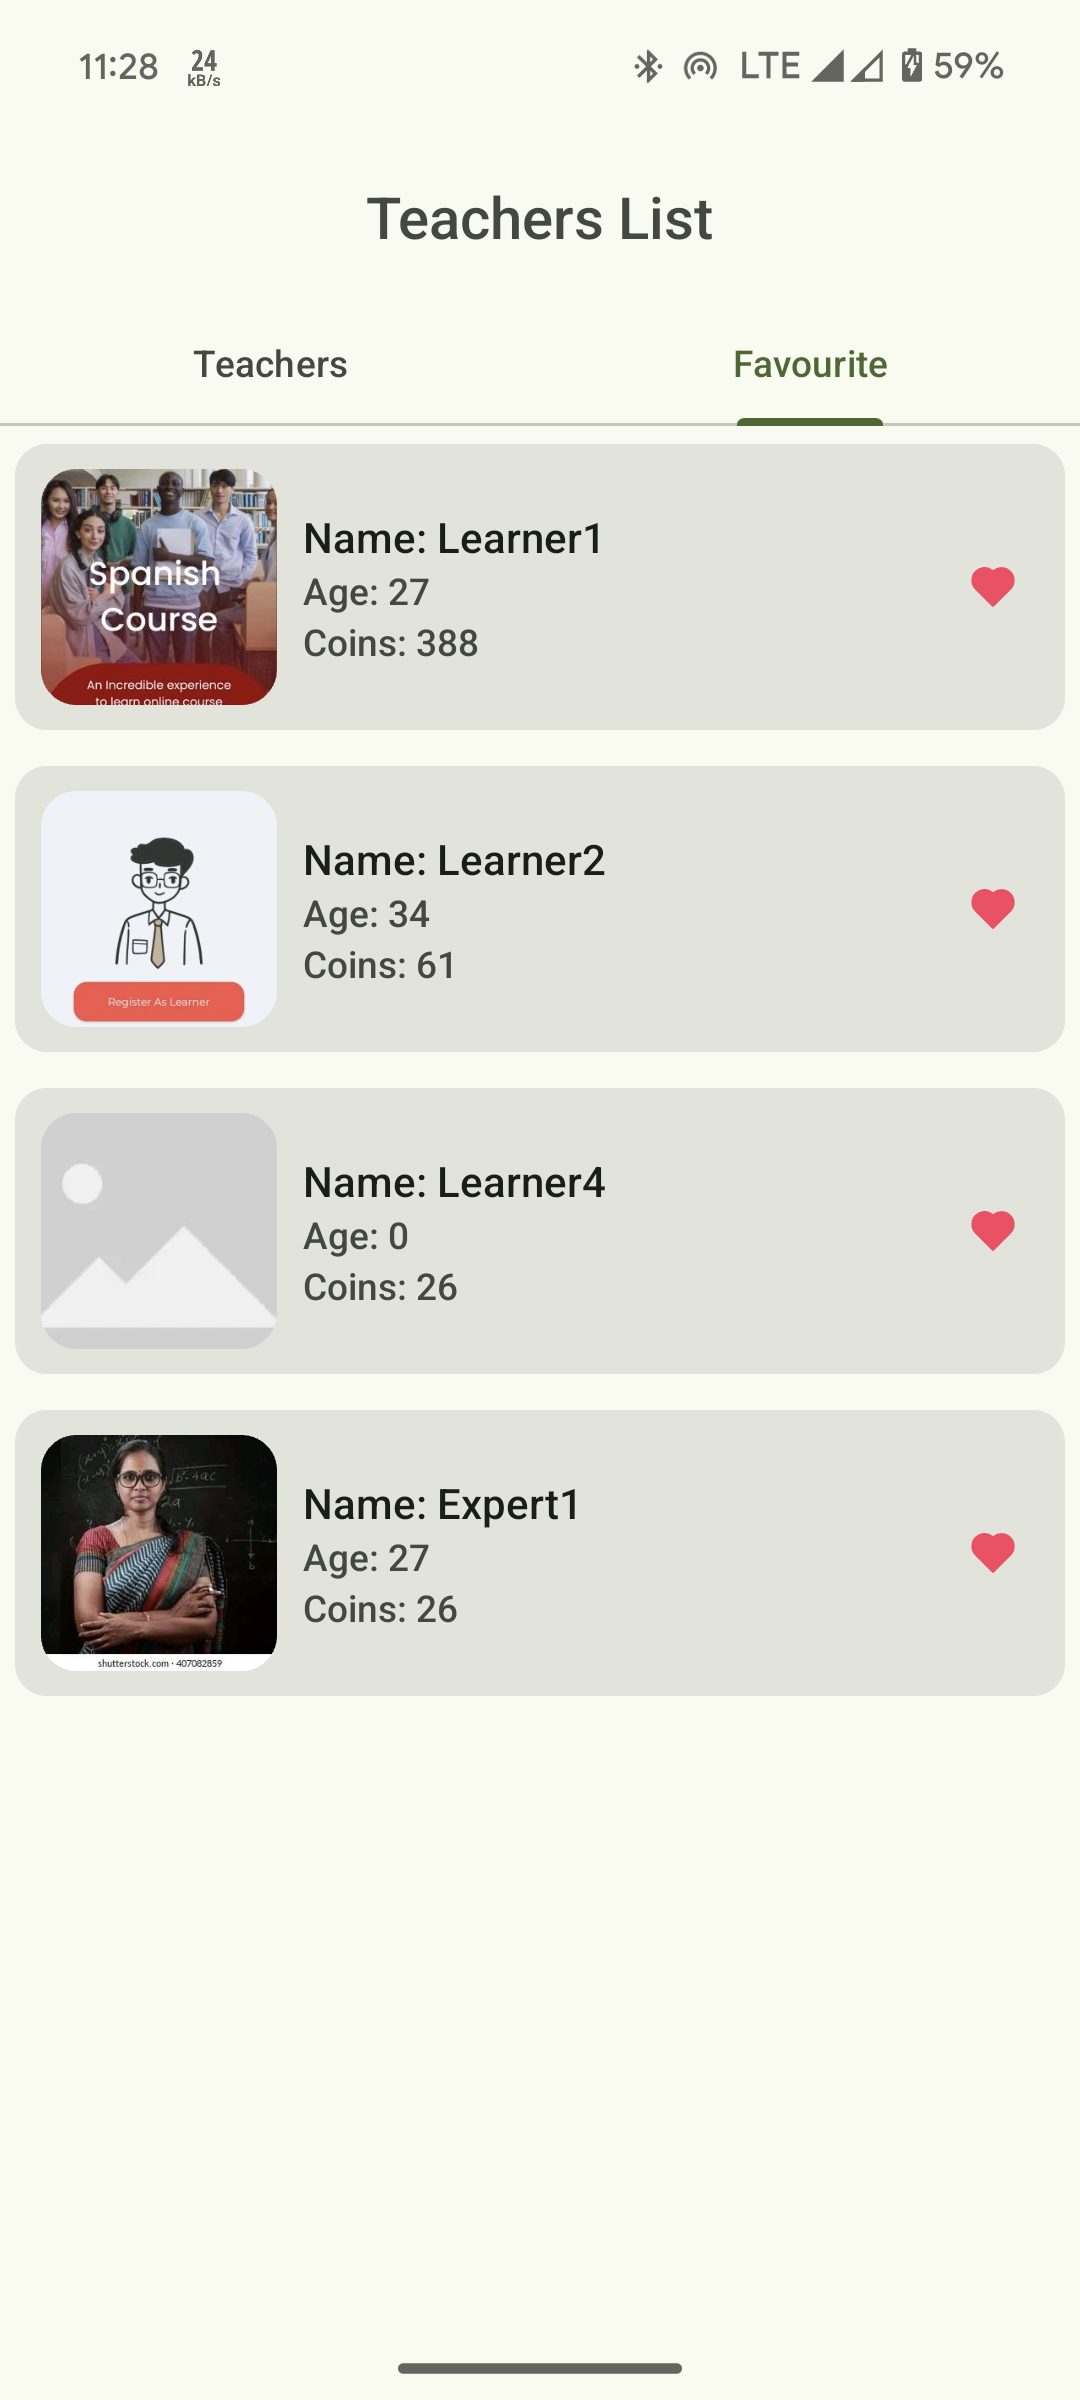 11:28
24
kB/s
LTE
59%
Teachers List
Teachers
Favourite
Spanish
Course
An Incredible experience
to learn online course
Name: Learner1
Age: 27
Coins: 388
Register As Learner
Name: Learner2
Age: 34
Coins: 61
Name: Learner4
Age: 0
Coins: 26
shutterstock.com · 407082859
Name: Expert1
Age: 27
Coins: 26